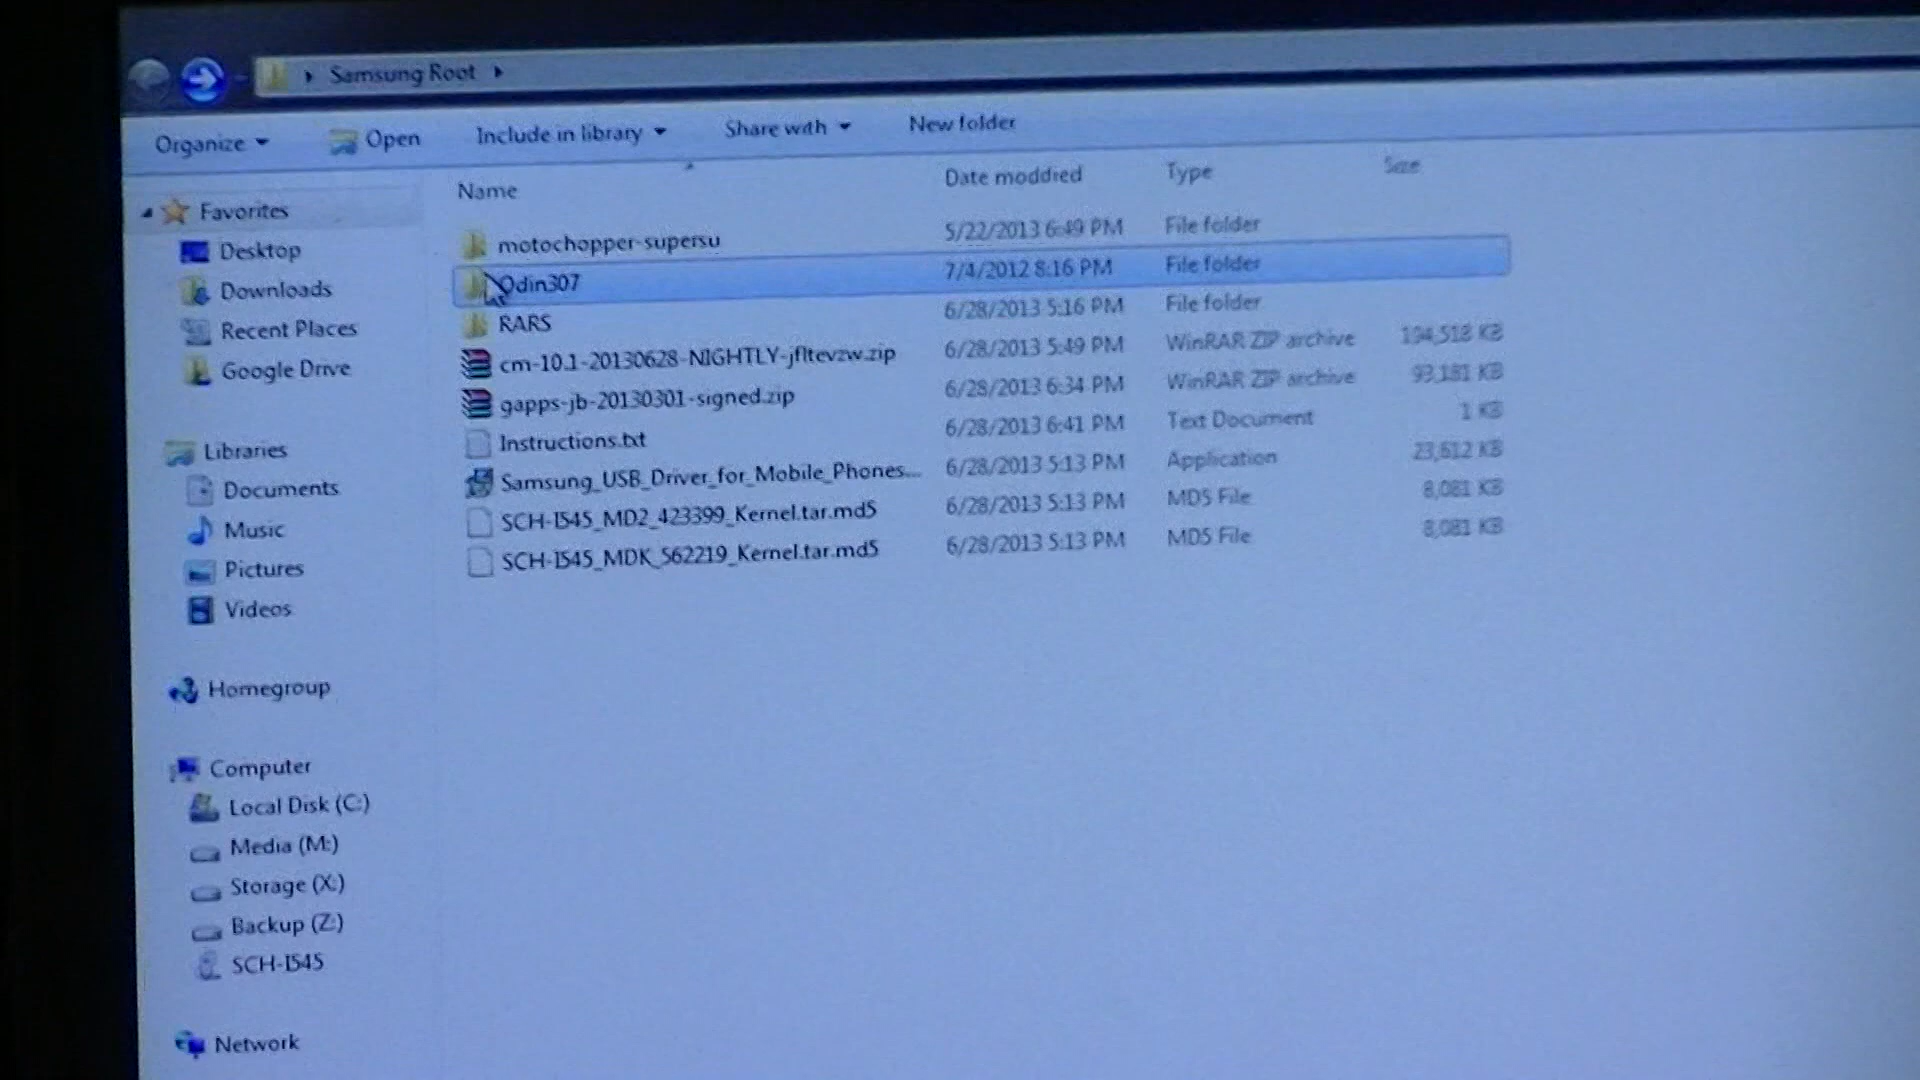 Samsung Root
Organize Open Include in library Share with New folder
Name Date modified Type Size
Favorites
Desktop
Downloads
Recent Places
Google Drive
Libraries
Documents
Music
Pictures
Videos
Homegroup
Computer
Local Disk (C:)
Media (M:)
Storage (X:)
Backup (Z:)
SCH-I545
Network
motochopper-supersu 5/22/2013 6:49 PM File folder
Odin307 7/4/2012 8:16 PM File folder
RARS 6/28/2013 5:16 PM File folder
cm-10.1-20130628-NIGHTLY-jfltevzw.zip 6/28/2013 5:49 PM WinRAR ZIP archive KB
gapps-jb-20130301-signed.zip 6/28/2013 6:34 PM WinRAR ZIP archive 93,181 KB
Instructions.txt 6/28/2013 6:41 PM Text Document 1 KB
Samsung_USB_Driver_for_Mobile_Phones... 6/28/2013 5:13 PM Application 23,612 KB
SCH-I545_MD2_423399_Kernel.tar.md5 6/28/2013 5:13 PM MD5 File 8,081 KB
SCH-I545_MDK_562219_Kernel.tar.md5 6/28/2013 5:13 PM MD5 File 8,081 KB